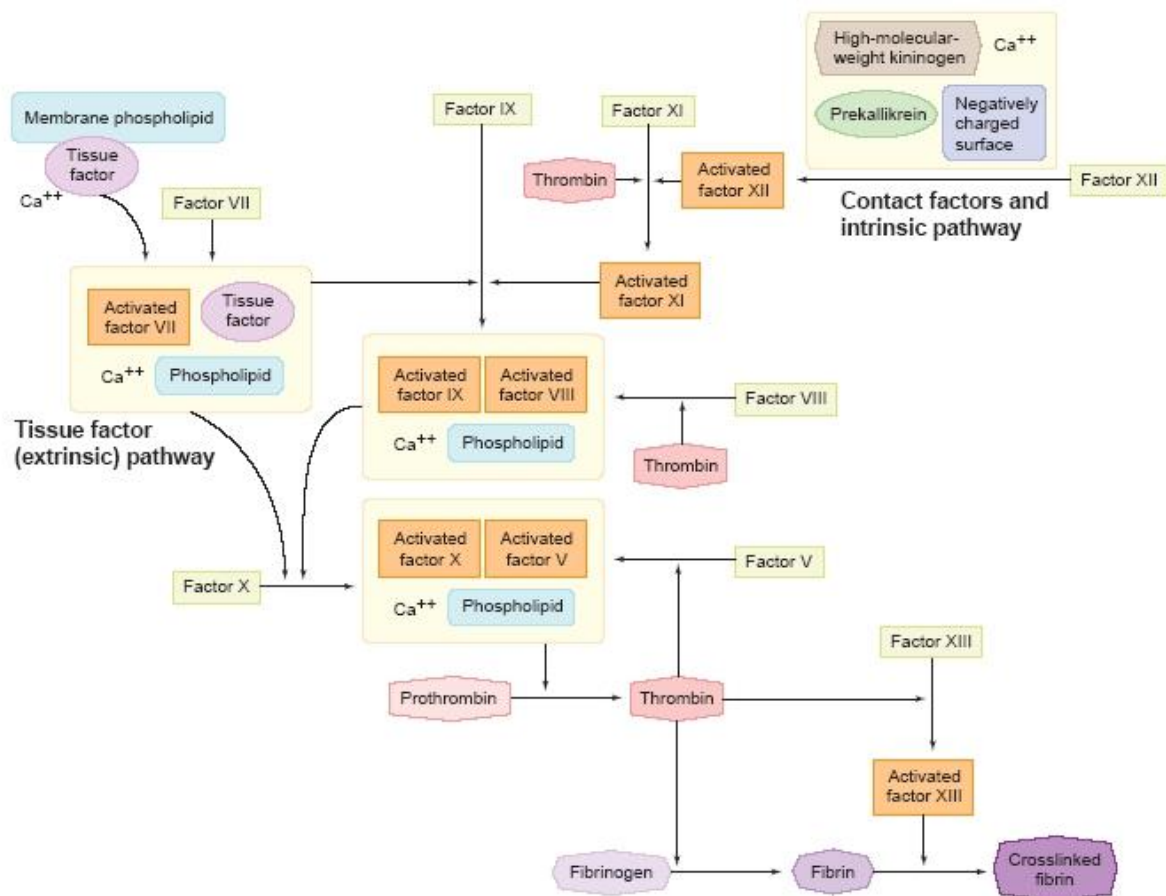 High-molecular-
weight kininogen
Ca++
Prekallikrein
Negatively
charged
surface
Membrane phospholipid
Tissue
factor
Ca++
Factor VII
Factor IX
Factor XI
Thrombin
Activated
factor XII
Factor XII
Contact factors and
intrinsic pathway
Activated
factor XI
Activated
factor VII
Tissue
factor
Ca++
Phospholipid
Tissue factor
(extrinsic) pathway
Activated
factor IX
Activated
factor VIII
Ca++
Phospholipid
Factor VIII
Thrombin
Factor X
Activated
factor X
Activated
factor V
Ca++
Phospholipid
Factor V
Factor XIII
Prothrombin
Thrombin
Activated
factor XIII
Fibrinogen
Fibrin
Crosslinked
fibrin